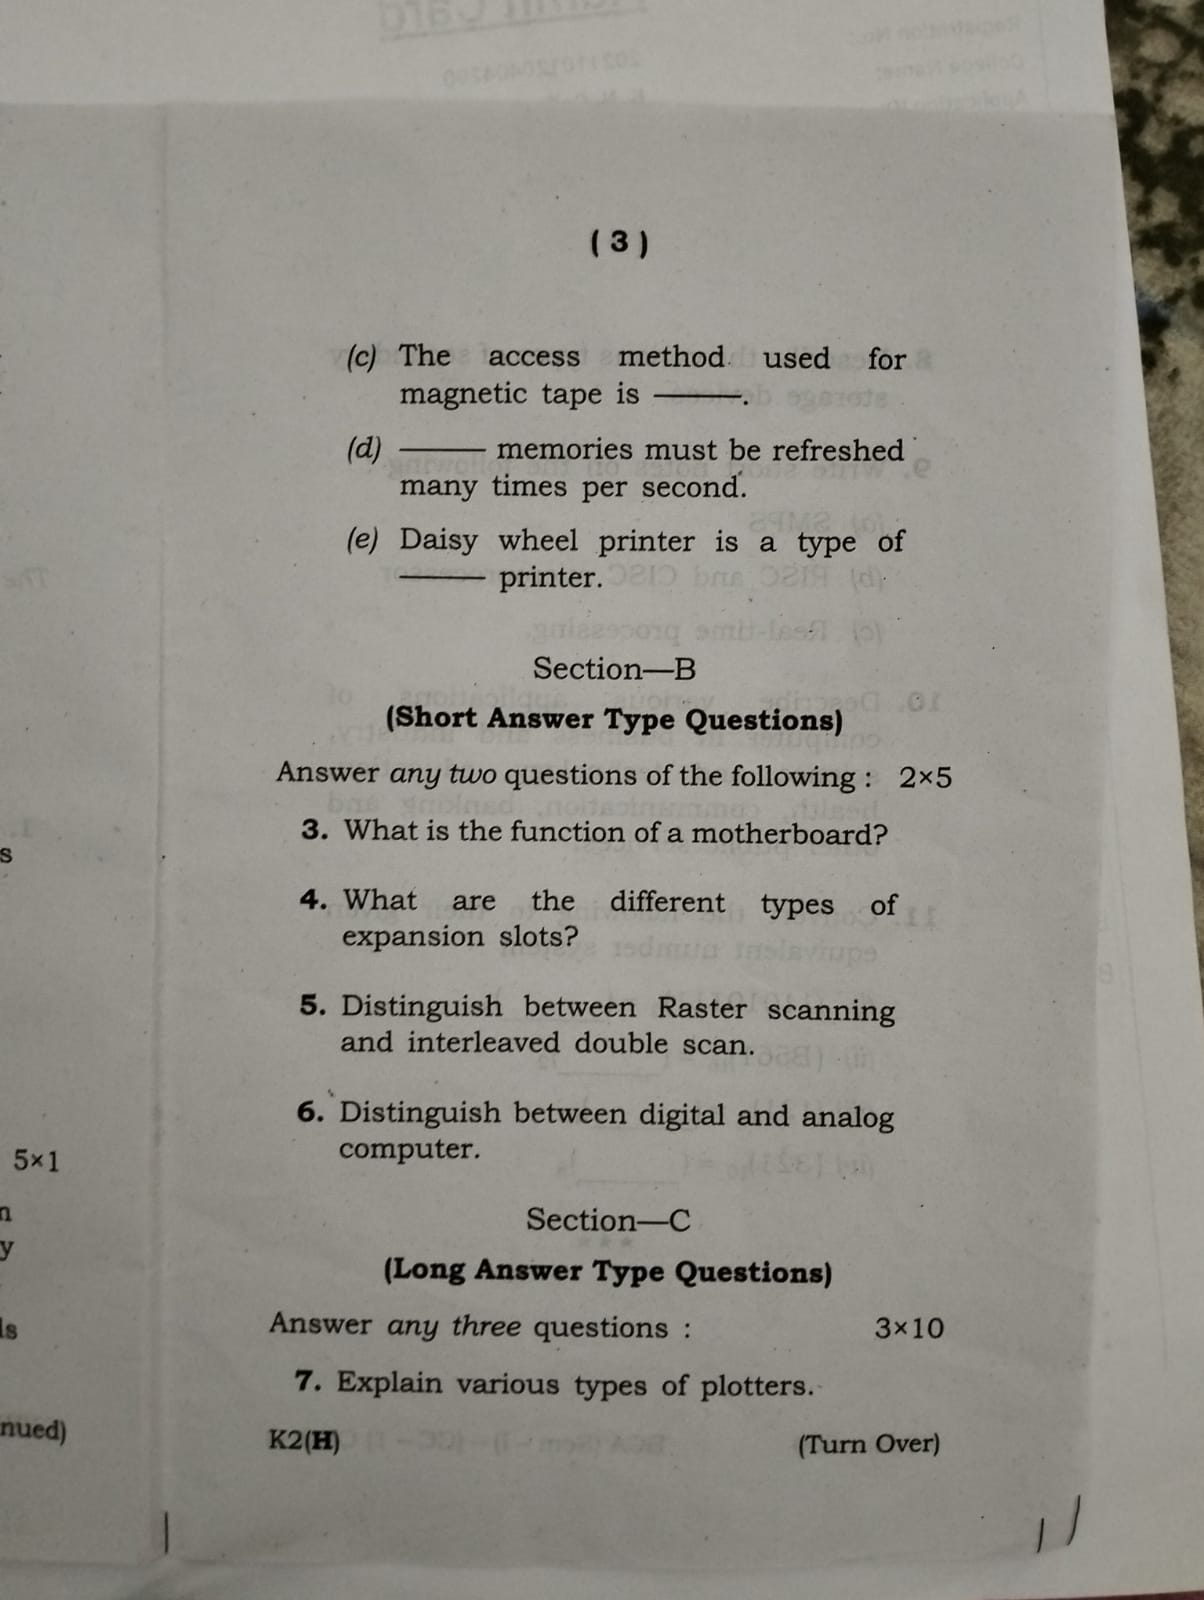 ( 3 )
(c) The access method used for
magnetic tape is ———.
(d) ——— memories must be refreshed
many times per second.
(e) Daisy wheel printer is a type of
——— printer.
Section—B
(Short Answer Type Questions)
Answer any two questions of the following : 2×5
3. What is the function of a motherboard?
4. What are the different types of
expansion slots?
5. Distinguish between Raster scanning
and interleaved double scan.
6. Distinguish between digital and analog
computer.
Section—C
(Long Answer Type Questions)
Answer any three questions : 3×10
7. Explain various types of plotters.
K2(H) (Turn Over)
s
5×1
n
y
ls
nued)